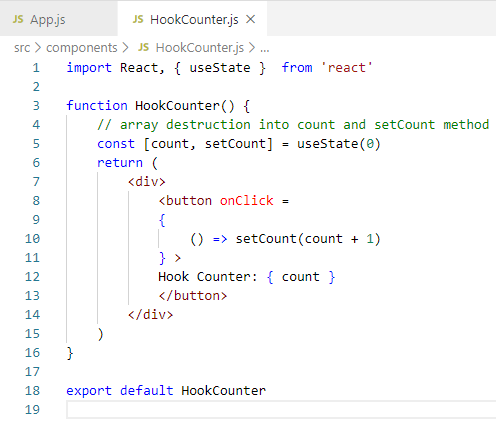 JS App.js JS HookCounter.js ×
src > components > JS HookCounter.js > ...
1 import React, { useState }  from 'react'
2
3 function HookCounter() {
4     // array destruction into count and setCount method
5     const [count, setCount] = useState(0)
6     return (
7         <div>
8             <button onClick =
9             {
10                 () => setCount(count + 1)
11             } >
12             Hook Counter: { count }
13             </button>
14         </div>
15     )
16 }
17
18 export default HookCounter
19